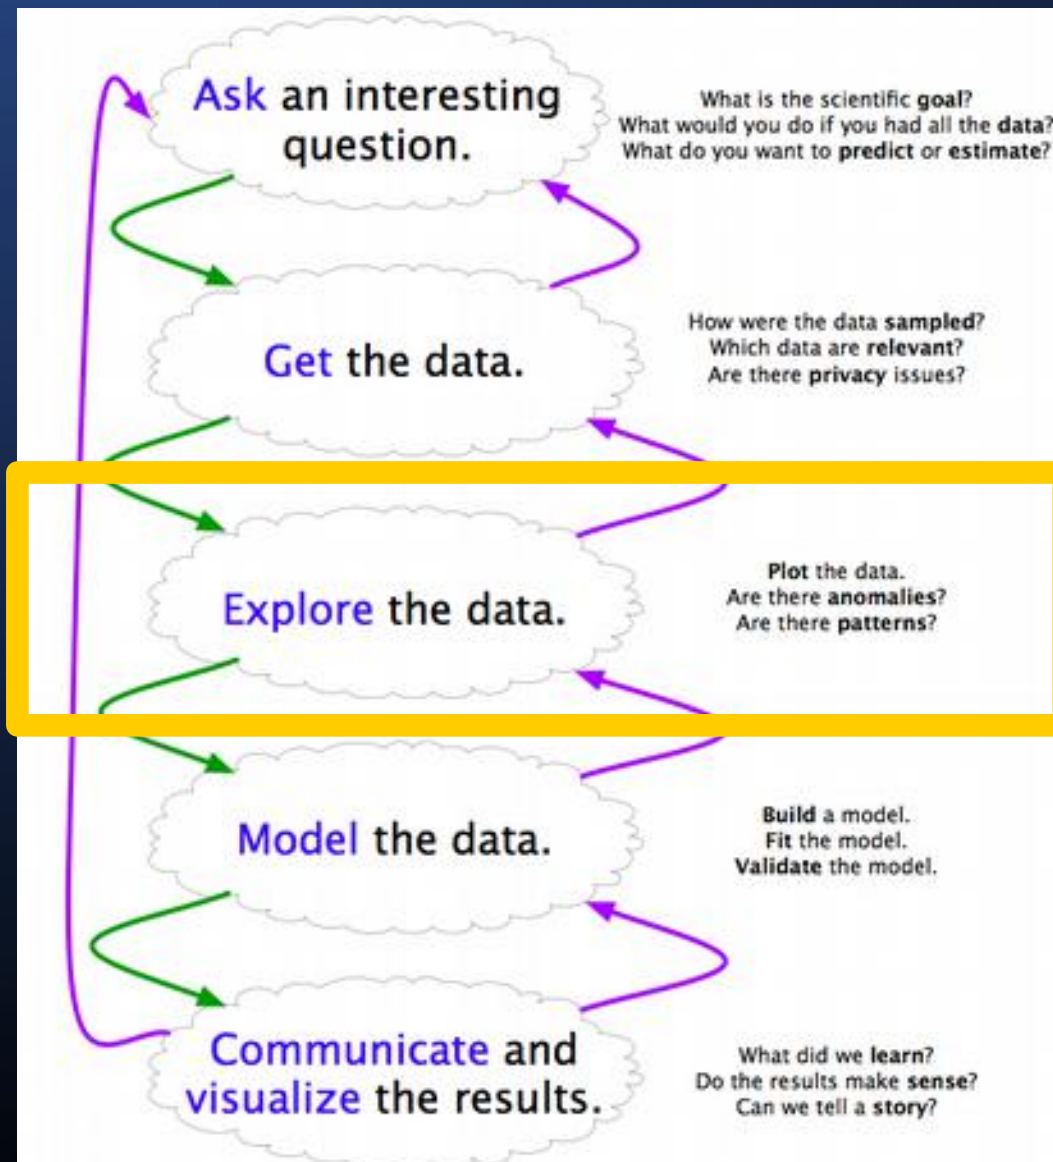 Ask an interesting
question.
What is the scientific goal?
What would you do if you had all the data?
What do you want to predict or estimate?
Get the data.
How were the data sampled?
Which data are relevant?
Are there privacy issues?
Explore the data.
Plot the data.
Are there anomalies?
Are there patterns?
Model the data.
Build a model.
Fit the model.
Validate the model.
Communicate and
visualize the results.
What did we learn?
Do the results make sense?
Can we tell a story?